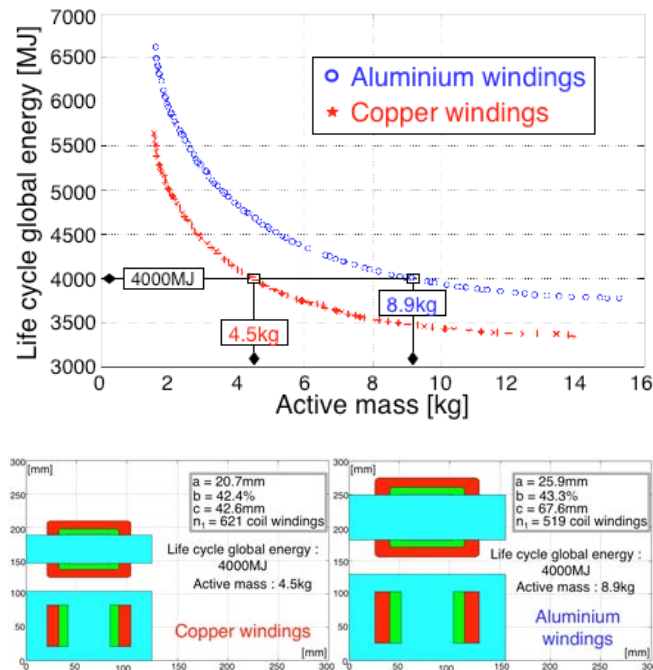 Life cycle global energy [MJ]
7000
6500
6000
5500
5000
4500
4000
3500
3000
Aluminium windings
Copper windings
4000MJ
4.5kg
8.9kg
0 2 4 6 8 10 12 14 16
Active mass [kg]
300
[mm]
250
200
150
100
50
0
a = 20.7mm
b = 42.4%
c = 42.6mm
n1 = 621 coil windings
Life cycle global energy :
4000MJ
Active mass : 4.5kg
Copper windings
[mm]
0 50 100 150 200 250 300
300
[mm]
250
200
150
100
50
0
a = 25.9mm
b = 43.3%
c = 67.6mm
n1 = 519 coil windings
Life cycle global energy :
4000MJ
Active mass : 8.9kg
Aluminium
windings
[mm]
0 50 100 150 200 250 300